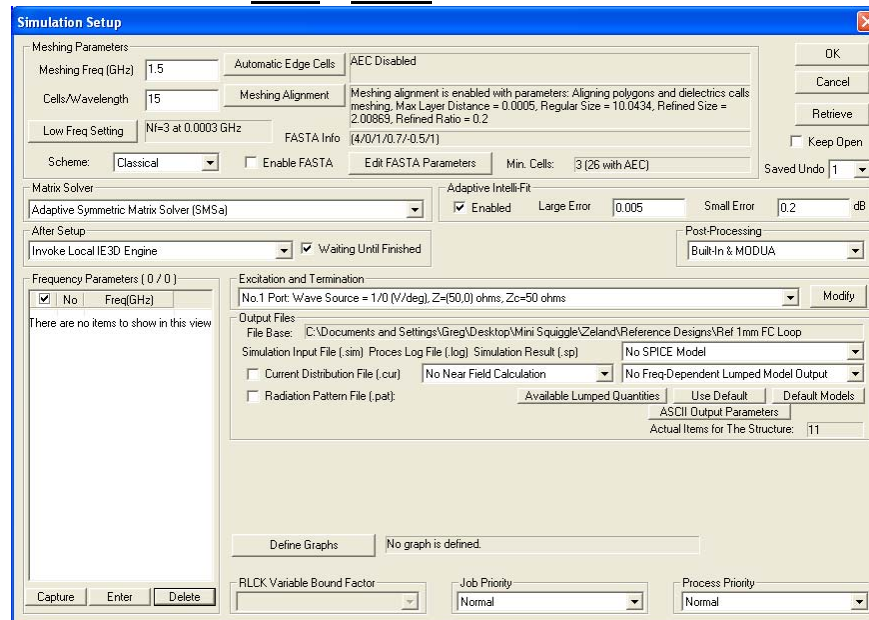 Simulation Setup
Meshing Parameters
Meshing Freq (GHz) 1.5 Automatic Edge Cells AEC Disabled
OK
Cells/Wavelength 15 Meshing Alignment Meshing alignment is enabled with parameters: Aligning polygons and dielectrics calls
meshing, Max Layer Distance = 0.0005, Regular Size = 10.0434, Refined Size =
2.00869, Refined Ratio = 0.2
Cancel
Retrieve
Low Freq Setting Nf=3 at 0.0003 GHz FASTA Info (4/0/1/0.7/-0.5/1)
Keep Open
Scheme: Classical Enable FASTA Edit FASTA Parameters Min. Cells: 3 (26 with AEC)
Saved Undo 1
Matrix Solver
Adaptive Symmetric Matrix Solver (SMSa)
Adaptive Intelli-Fit
Enabled Large Error 0.005 Small Error 0.2 dB
After Setup
Invoke Local IE3D Engine Waiting Until Finished
Post-Processing
Built-In & MODUA
Frequency Parameters ( 0 / 0 )
No Freq(GHz)
There are no items to show in this view
Capture Enter Delete
Excitation and Termination
No.1 Port: Wave Source = 1/0 (V/deg), Z=(50,0) ohms, Zc=50 ohms Modify
Output Files
File Base: C:\Documents and Settings\Greg\Desktop\Mini Squiggle\Zeland\Reference Designs\Ref 1mm FC Loop
Simulation Input File (.sim) Proces Log File (.log) Simulation Result (.sp) No SPICE Model
Current Distribution File (.cur) No Near Field Calculation No Freq-Dependent Lumped Model Output
Radiation Pattern File (.pat): Available Lumped Quantities Use Default Default Models
ASCII Output Parameters
Actual Items for The Structure: 11
Define Graphs No graph is defined.
RLCK Variable Bound Factor
Job Priority
Normal
Process Priority
Normal